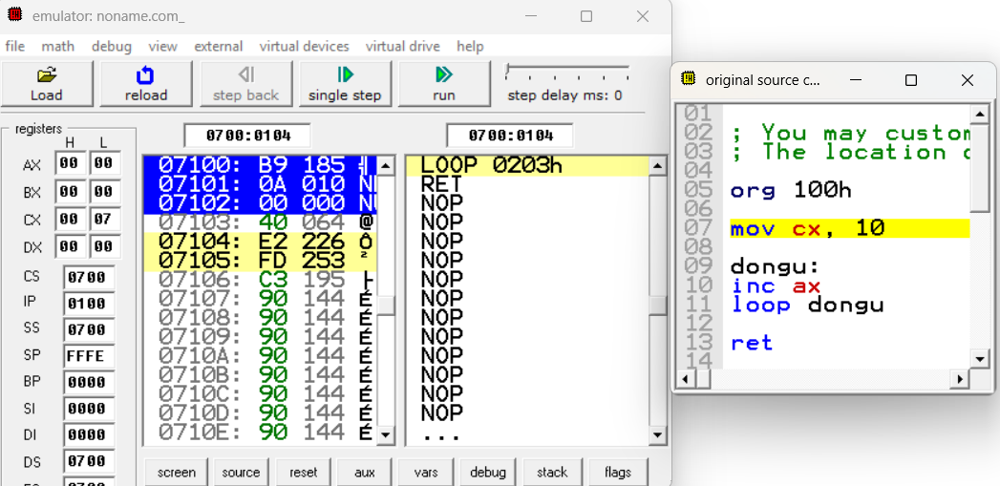 emulator: noname.com_
file math debug view external virtual devices virtual drive help
Load reload step back single step run step delay ms: 0
registers
H L
AX 00 00
BX 00 00
CX 00 07
DX 00 00
CS 0700
IP 0100
SS 0700
SP FFFE
BP 0000
SI 0000
DI 0000
DS 0700
0700:0104
07100: B9 185 ╣
07101: 0A 010
07102: 00 000
07103: 40 064 @
07104: E2 226 Ô
07105: FD 253 ²
07106: C3 195 ├
07107: 90 144 É
07108: 90 144 É
07109: 90 144 É
0710A: 90 144 É
0710B: 90 144 É
0710C: 90 144 É
0710D: 90 144 É
0710E: 90 144 É
0700:0104
LOOP 0203h
RET
NOP
NOP
NOP
NOP
NOP
NOP
NOP
NOP
NOP
NOP
NOP
NOP
...
screen source reset aux vars debug stack flags
original source c...
01
02 ; You may custom
03 ; The location o
04
05 org 100h
06
07 mov cx, 10
08
09 dongu:
10 inc ax
11 loop dongu
12
13 ret
14